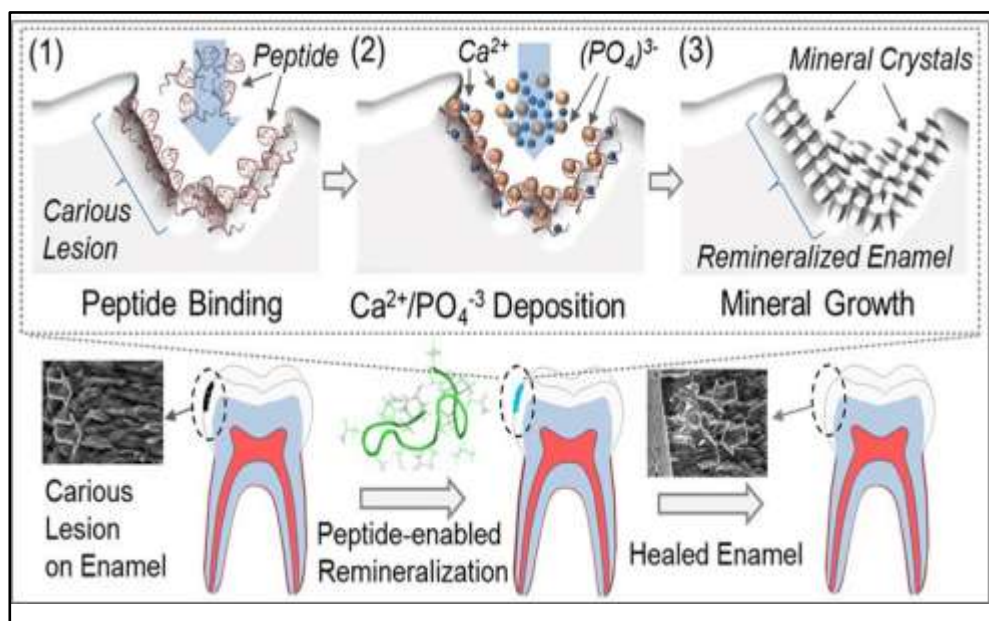 (1)
Peptide
(2)
Ca²⁺
(PO₄)³⁻
(3)
Mineral Crystals
Carious
Lesion
Remineralized Enamel
Peptide Binding
Ca²⁺/PO₄⁻³ Deposition
Mineral Growth
Carious
Lesion
on Enamel
Peptide-enabled
Remineralization
Healed Enamel